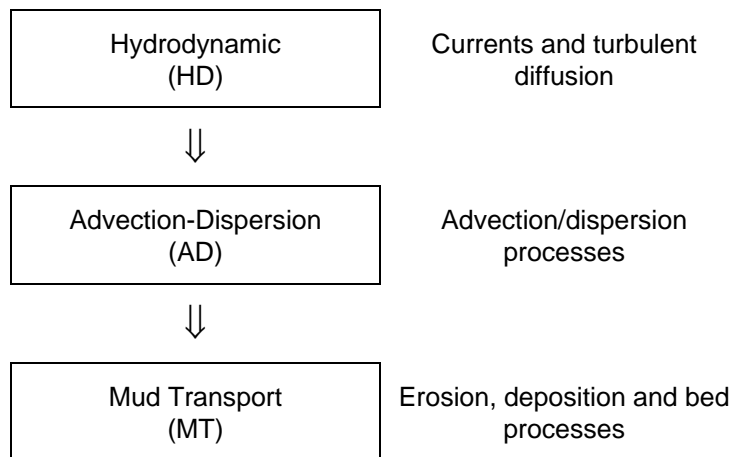 Hydrodynamic
(HD)
Currents and turbulent
diffusion
⇓
Advection-Dispersion
(AD)
Advection/dispersion
processes
⇓
Mud Transport
(MT)
Erosion, deposition and bed
processes